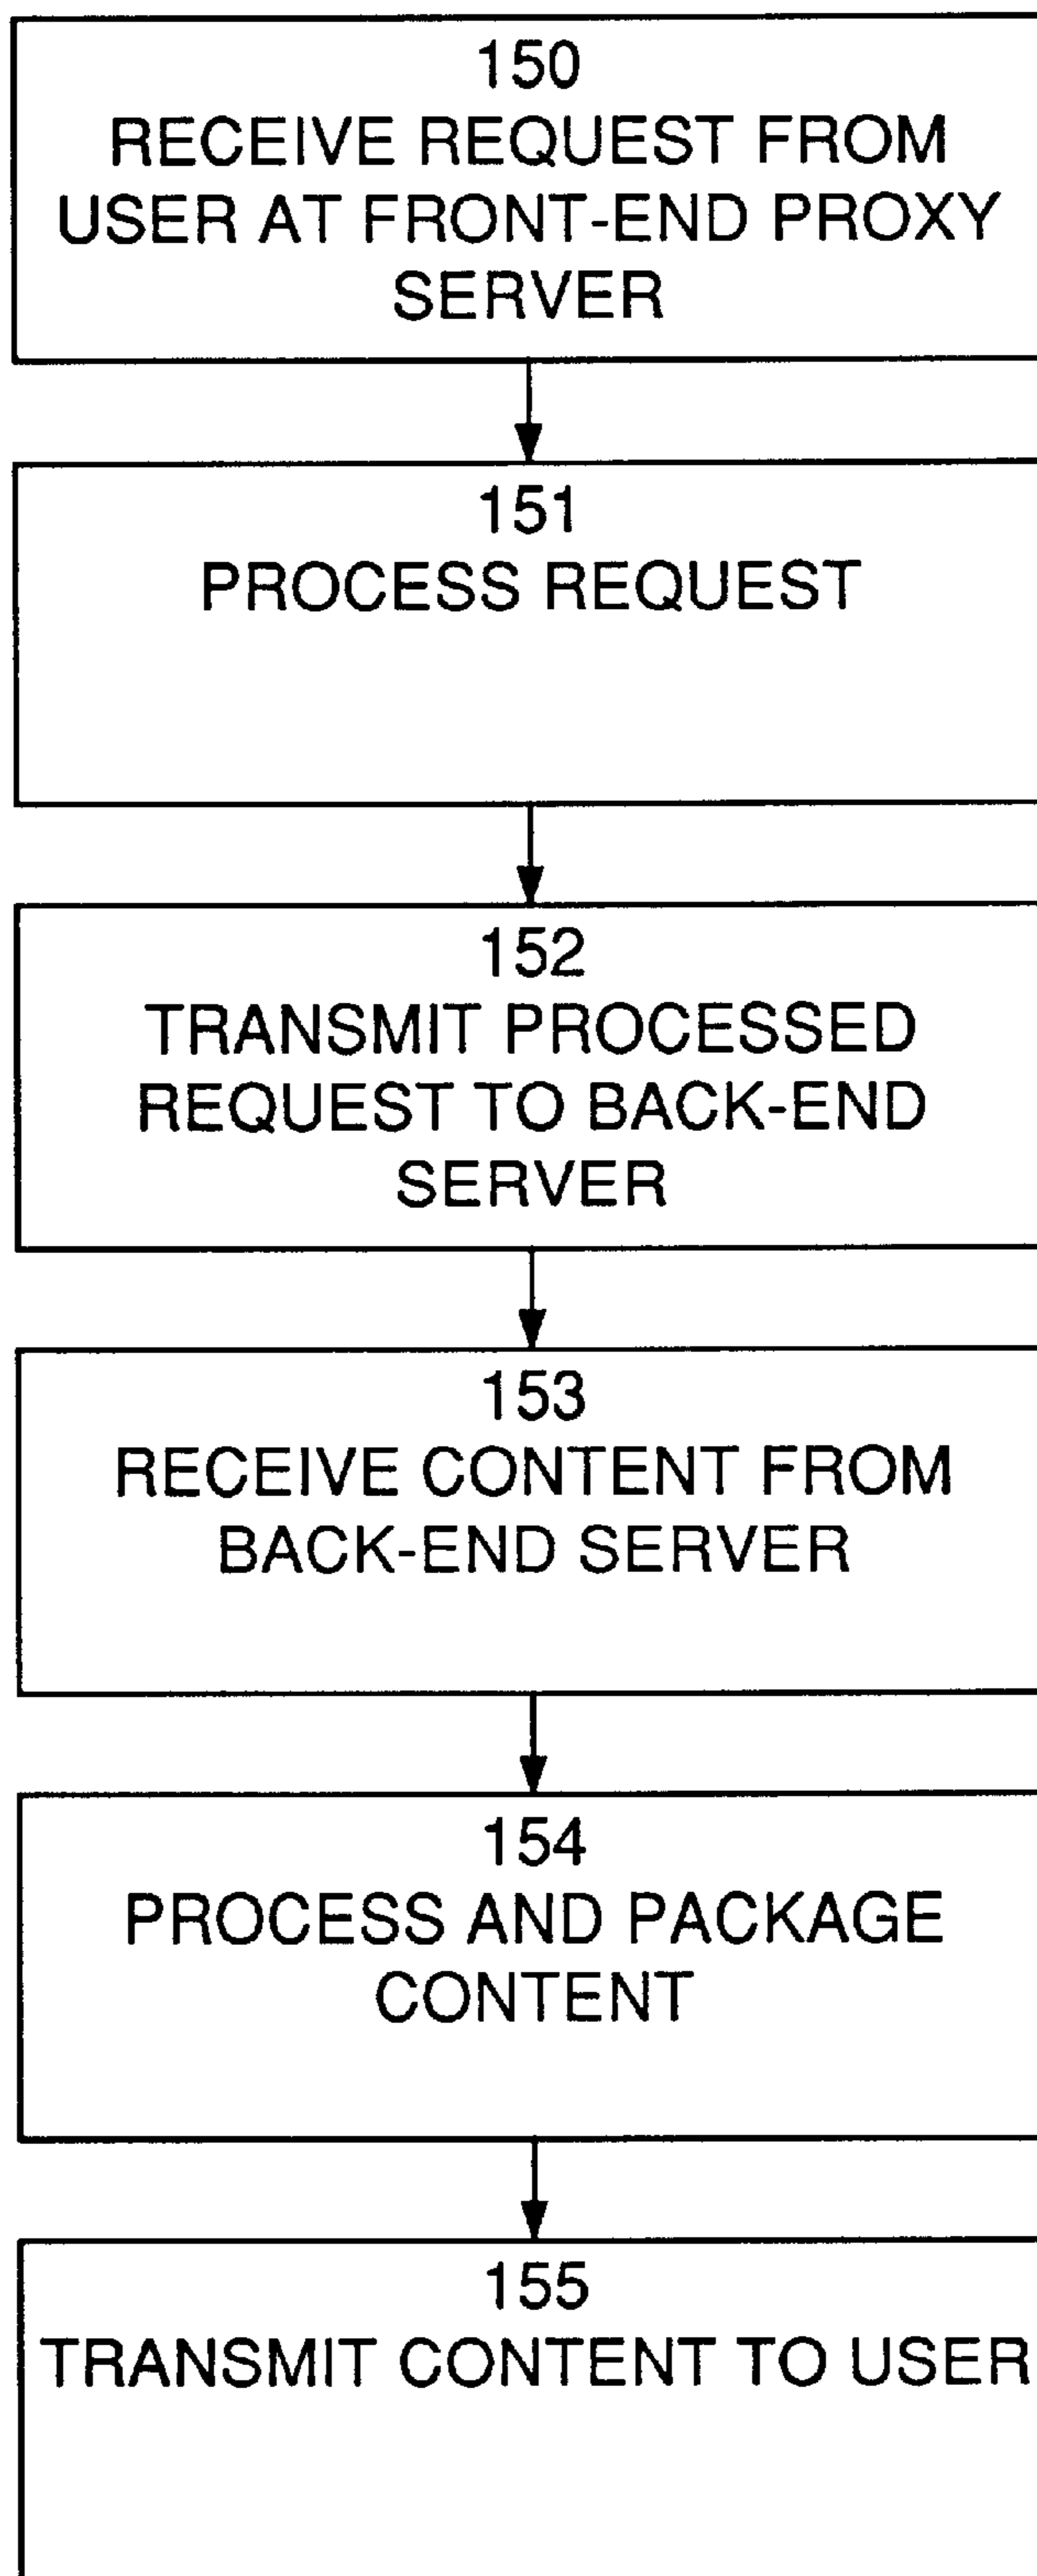 150
RECEIVE REQUEST FROM
USER AT FRONT-END PROXY
SERVER
151
PROCESS REQUEST
152
TRANSMIT PROCESSED
REQUEST TO BACK-END
SERVER
153
RECEIVE CONTENT FROM
BACK-END SERVER
154
PROCESS AND PACKAGE
CONTENT
155
TRANSMIT CONTENT TO USER